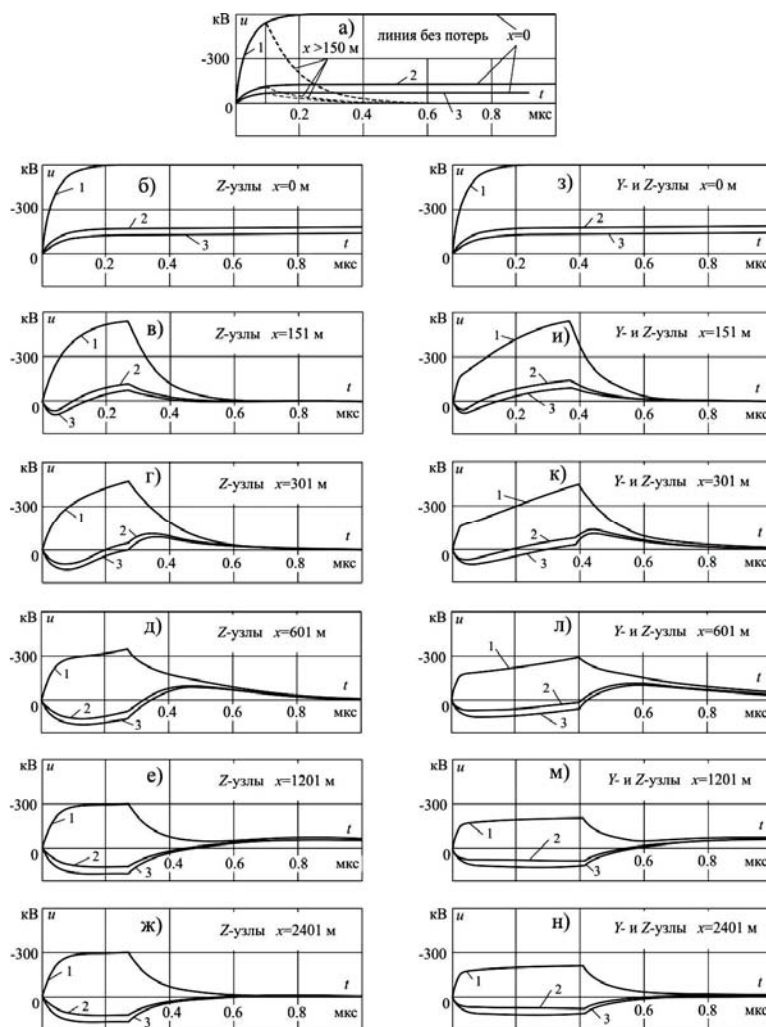 кВ u а) линия без потерь x=0
1 x >150 м
-300
2
t
3
0 0.2 0.4 0.6 0.8 мкс
кВ u б) Z-узлы x=0 м
1
-300
2
3 t
0 0.2 0.4 0.6 0.8 мкс
кВ u з) Y- и Z-узлы x=0 м
1
-300
2
3 t
0 0.2 0.4 0.6 0.8 мкс
кВ u в) Z-узлы x=151 м
1
-300
2 t
0 3 0.2 0.4 0.6 0.8 мкс
кВ u и) Y- и Z-узлы x=151 м
1
-300
2 t
0 3 0.2 0.4 0.6 0.8 мкс
кВ u г) Z-узлы x=301 м
1
-300
2 t
0 3 0.2 0.4 0.6 0.8 мкс
кВ u к) Y- и Z-узлы x=301 м
1
-300
2 t
0 3 0.2 0.4 0.6 0.8 мкс
кВ u д) Z-узлы x=601 м
1
-300
t
0 2 3 0.4 0.6 0.8 мкс
кВ u л) Y- и Z-узлы x=601 м
1
-300
2 t
0 3 0.4 0.6 0.8 мкс
кВ u е) Z-узлы x=1201 м
1
-300
t
0 2 3 0.4 0.6 0.8 мкс
кВ u м) Y- и Z-узлы x=1201 м
1
-300
t
0 2 3 0.6 0.8 мкс
кВ u ж) Z-узлы x=2401 м
1
-300
t
0 2 3 0.4 0.6 0.8 мкс
кВ u н) Y- и Z-узлы x=2401 м
1
-300
t
0 2 3 0.6 0.8 мкс